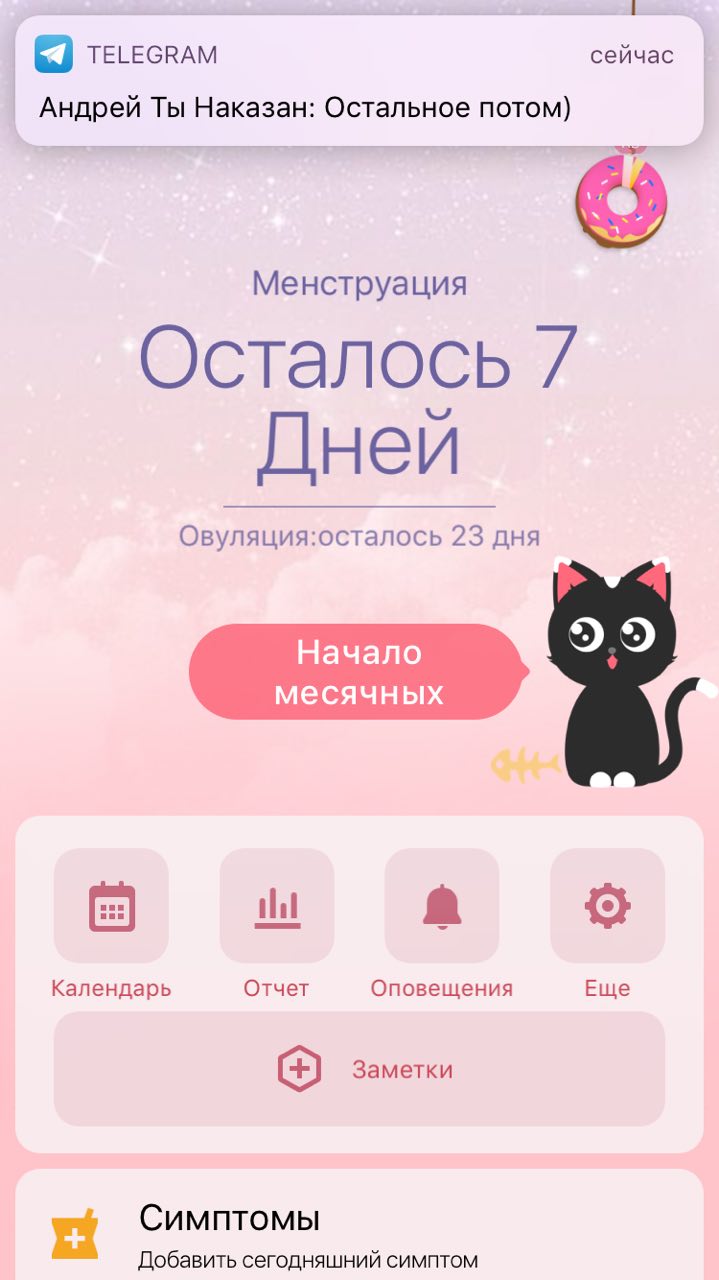 TELEGRAM
сейчас
Андрей Ты Наказан: Остальное потом)
Менструация
Осталось 7
Дней
Овуляция:осталось 23 дня
Начало
месячных
Календарь
Отчет
Оповещения
Еще
Заметки
Симптомы
Добавить сегодняшний симптом